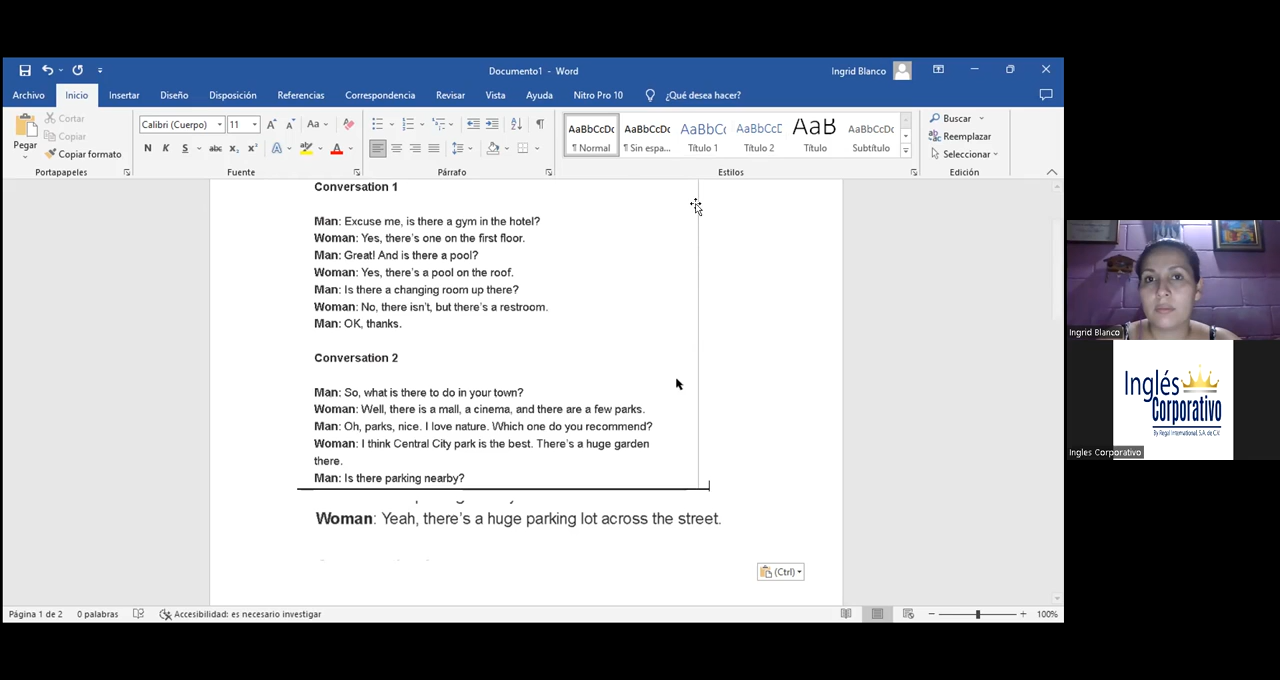 Documento1 - Word
Ingrid Blanco
Archivo Inicio Insertar Diseño Disposición Referencias Correspondencia Revisar Vista Ayuda Nitro Pro 10 ¿Qué desea hacer?
Pegar
Cortar
Copiar
Copiar formato
Portapapeles
Calibri (Cuerpo) 11
N K S abc x₂ x²
Fuente
Párrafo
AaBbCcDc ¶ Normal
AaBbCcDc ¶ Sin espa...
AaBbCc Título 1
AaBbCcD Título 2
AaB Título
AaBbCcD Subtítulo
Estilos
Buscar
Reemplazar
Seleccionar
Edición
Conversation 1
Man: Excuse me, is there a gym in the hotel?
Woman: Yes, there's one on the first floor.
Man: Great! And is there a pool?
Woman: Yes, there's a pool on the roof.
Man: Is there a changing room up there?
Woman: No, there isn't, but there's a restroom.
Man: OK, thanks.
Conversation 2
Man: So, what is there to do in your town?
Woman: Well, there is a mall, a cinema, and there are a few parks.
Man: Oh, parks, nice. I love nature. Which one do you recommend?
Woman: I think Central City park is the best. There's a huge garden
there.
Man: Is there parking nearby?
Woman: Yeah, there's a huge parking lot across the street.
(Ctrl)
Página 1 de 2 0 palabras Accesibilidad: es necesario investigar 100%
Ingrid Blanco
Inglés
Corporativo
By Regal International, S.A. de C.V.
Ingles Corporativo